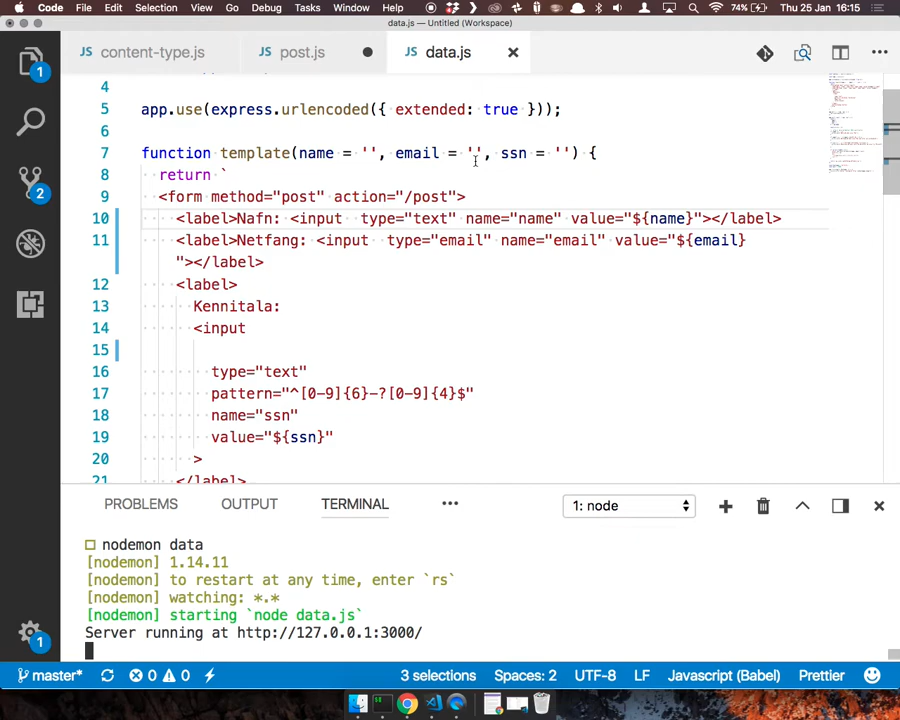 Code File Edit Selection View Go Debug Tasks Window Help 74% Thu 25 Jan 16:15
data.js — Untitled (Workspace)
JS content-type.js JS post.js JS data.js
4
5 app.use(express.urlencoded({ extended: true }));
6
7 function template(name = '', email = '', ssn = '') {
8 return `
9 <form method="post" action="/post">
10 <label>Nafn: <input type="text" name="name" value="${name}"></label>
11 <label>Netfang: <input type="email" name="email" value="${email}
"></label>
12 <label>
13 Kennitala:
14 <input
15
16 type="text"
17 pattern="^[0-9]{6}-?[0-9]{4}$"
18 name="ssn"
19 value="${ssn}"
20 >
21 </label>
1
2
1
PROBLEMS OUTPUT TERMINAL 1: node
nodemon data
[nodemon] 1.14.11
[nodemon] to restart at any time, enter `rs`
[nodemon] watching: *.*
[nodemon] starting `node data.js`
Server running at http://127.0.0.1:3000/
master* 0 0 3 selections Spaces: 2 UTF-8 LF Javascript (Babel) Prettier